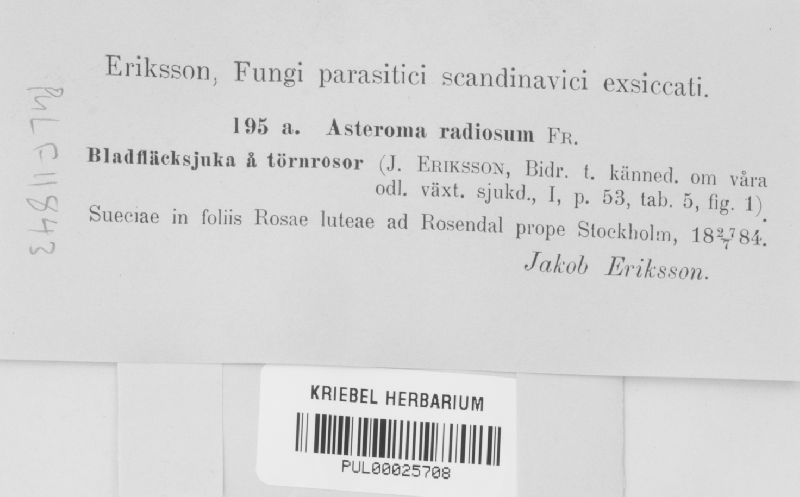 Eriksson, Fungi parasitici scandinavici exsiccati.
195 a. Asteroma radiosum FR.
Bladfläcksjuka å törnrosor (J. ERIKSSON, Bidr. t. känned. om våra
odl. växt. sjukd., I, p. 53, tab. 5, fig. 1).
Sueciae in foliis Rosae luteae ad Rosendal prope Stockholm, 18 27/7 84.
Jakob Eriksson.
PUL F11843
KRIEBEL HERBARIUM
PUL00025708